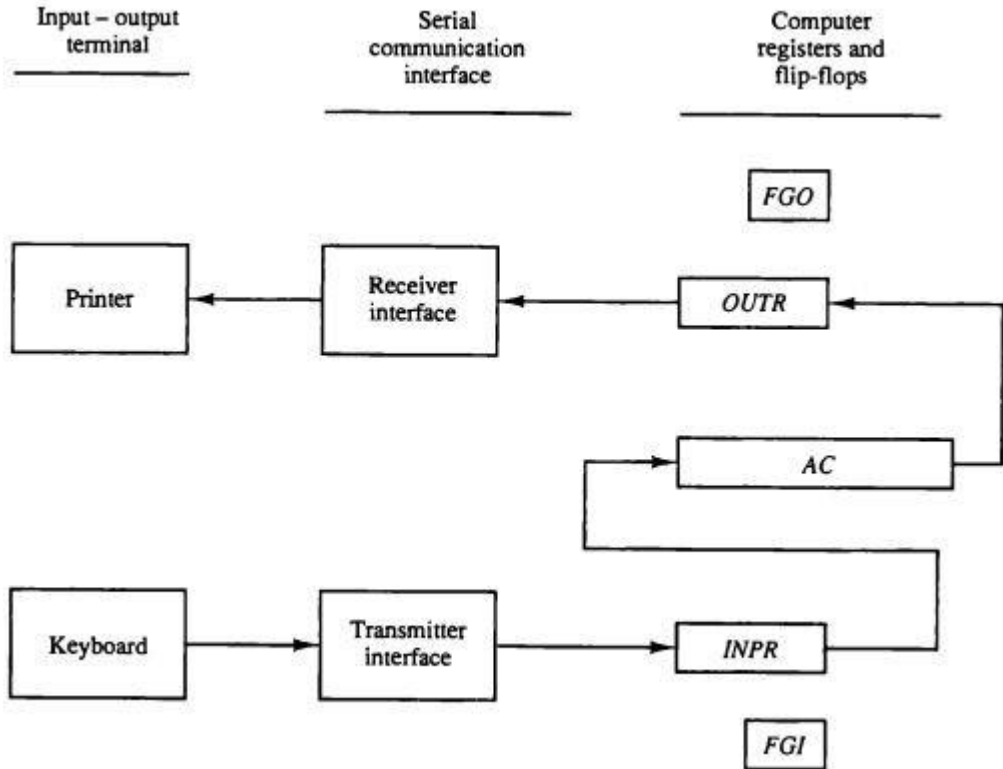 Input – output
terminal
Serial
communication
interface
Computer
registers and
flip-flops
FGO
Printer
Receiver
interface
OUTR
AC
Keyboard
Transmitter
interface
INPR
FGI